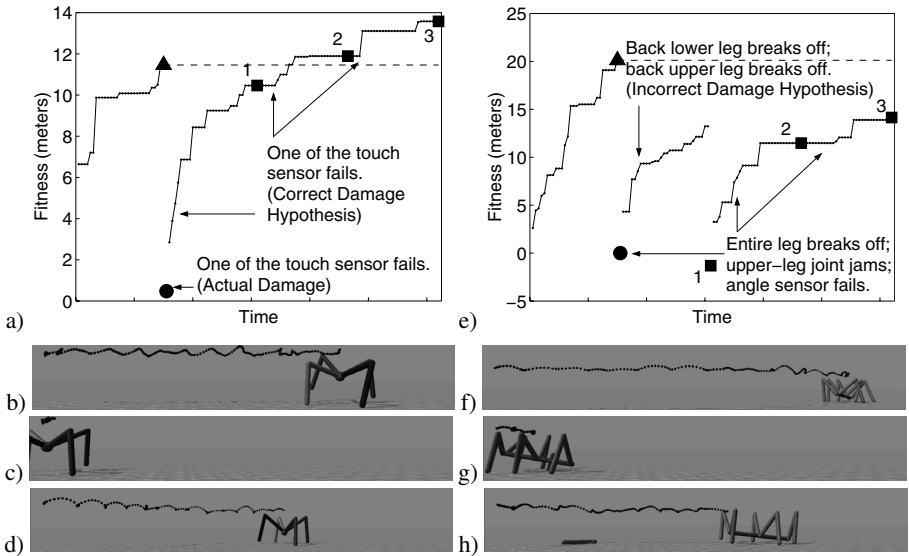 14
12
10
8
6
4
2
0
Fitness (meters)
Time
1
2
3
One of the touch
sensor fails.
(Correct Damage
Hypothesis)
One of the touch sensor fails.
(Actual Damage)
a)
25
20
15
10
5
0
−5
Fitness (meters)
Time
Back lower leg breaks off;
back upper leg breaks off.
(Incorrect Damage Hypothesis)
1
2
3
Entire leg breaks off;
upper−leg joint jams;
angle sensor fails.
e)
b)
f)
c)
g)
d)
h)